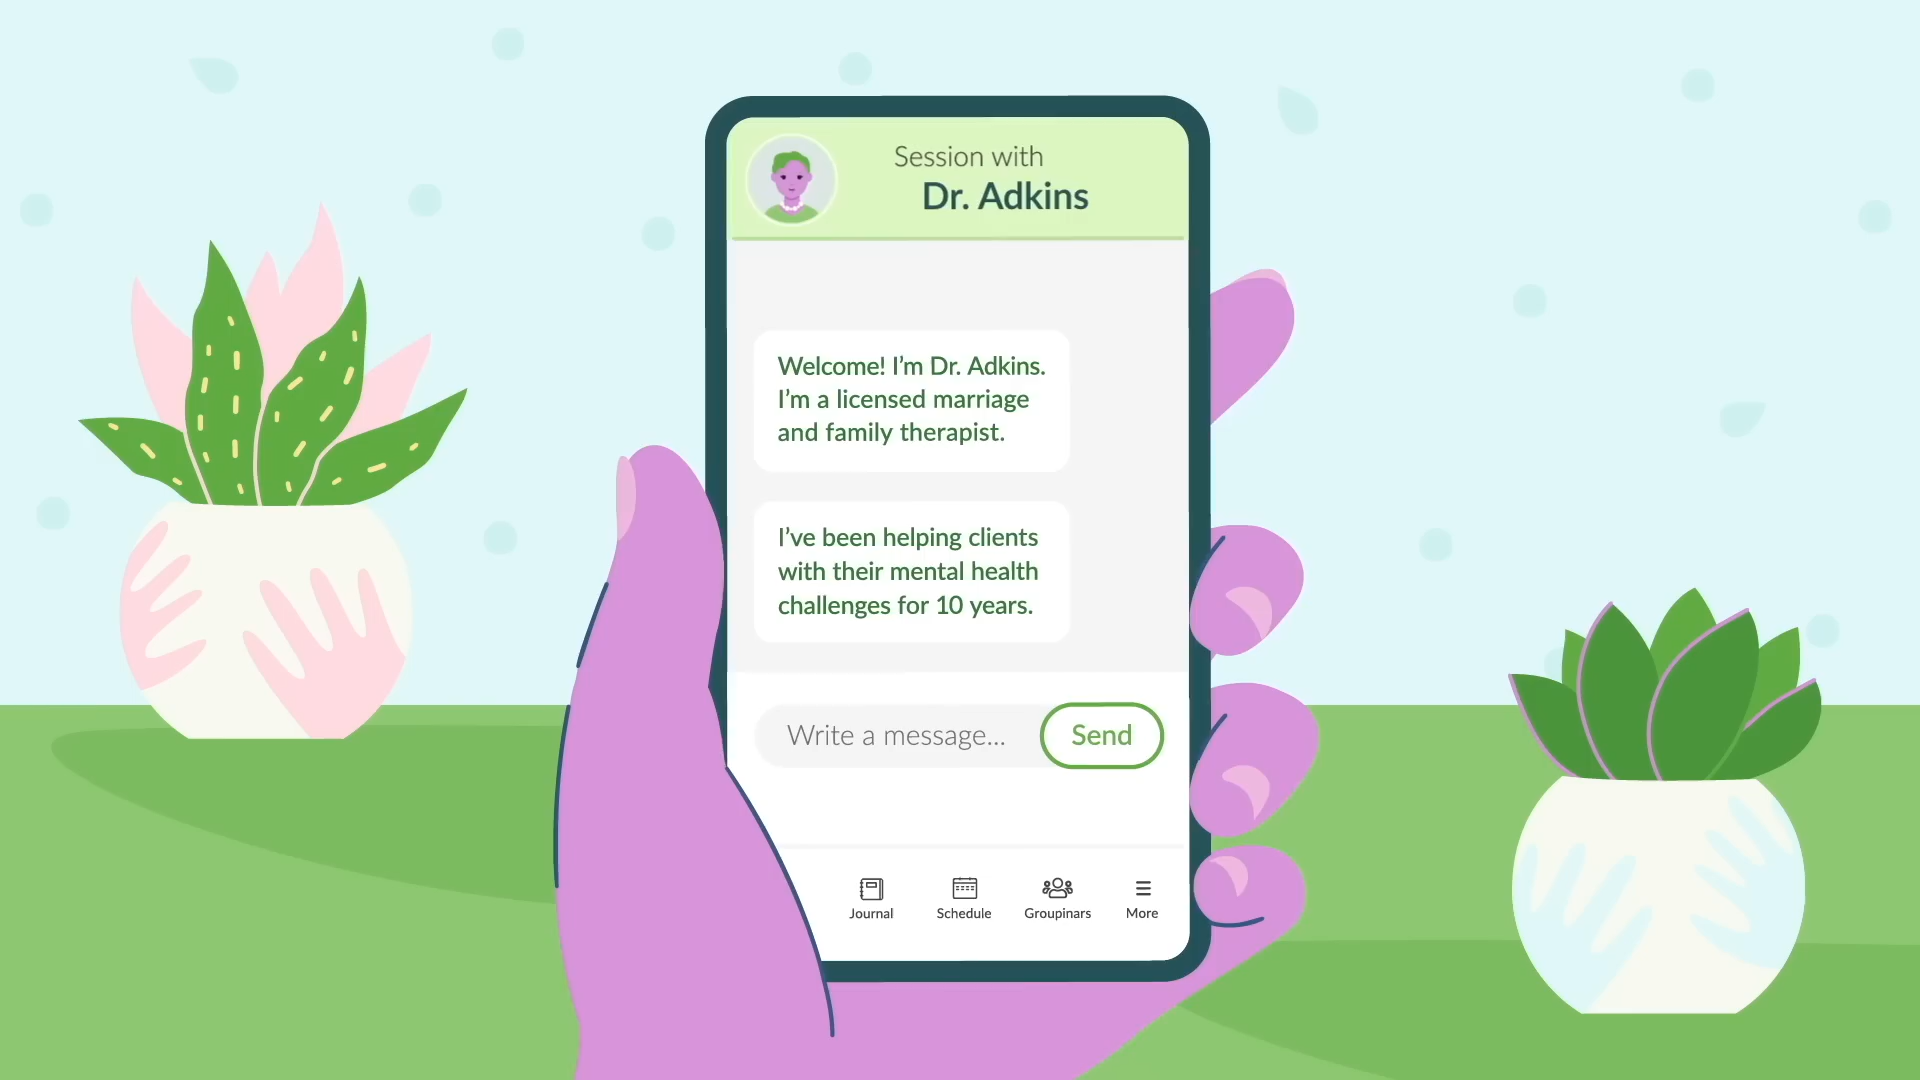 Session with
Dr. Adkins
Welcome! I’m Dr. Adkins.
I’m a licensed marriage
and family therapist.
I’ve been helping clients
with their mental health
challenges for 10 years.
Write a message...
Send
Journal
Schedule
Groupinars
More